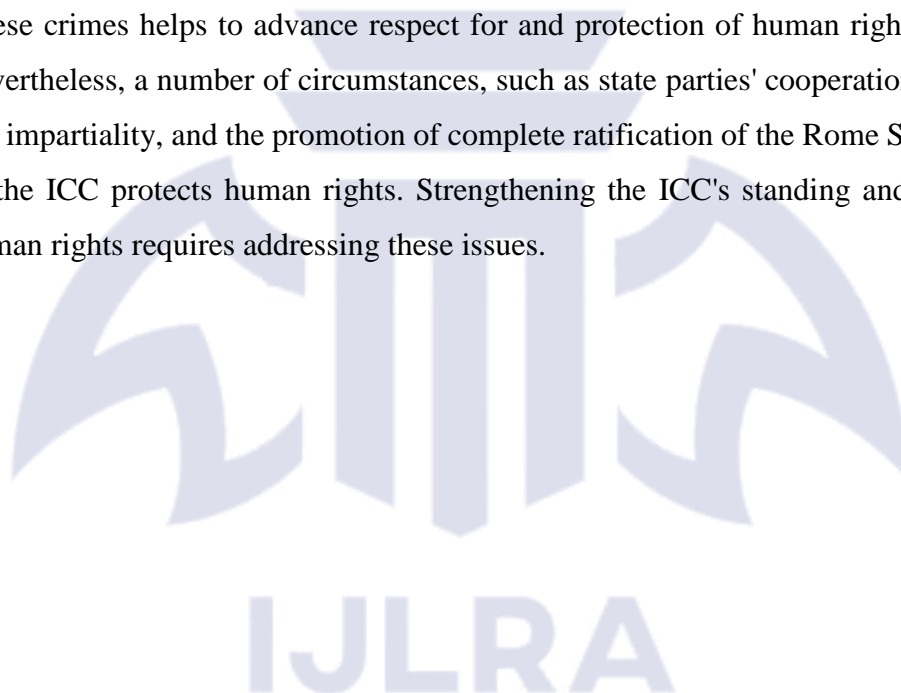 ese crimes helps to advance respect for and protection of human righ
vertheless, a number of circumstances, such as state parties' cooperation
impartiality, and the promotion of complete ratification of the Rome S
the ICC protects human rights. Strengthening the ICC's standing and
man rights requires addressing these issues.
IJLRA